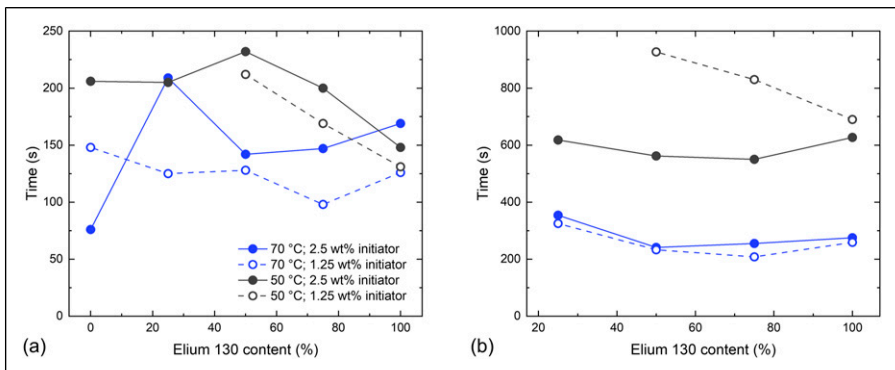 250
200
150
100
50
0
Time (s)
0 20 40 60 80 100
Elium 130 content (%)
70 °C; 2.5 wt% initiator
70 °C; 1.25 wt% initiator
50 °C; 2.5 wt% initiator
50 °C; 1.25 wt% initiator
(a)
1000
800
600
400
200
0
Time (s)
20 40 60 80 100
Elium 130 content (%)
(b)